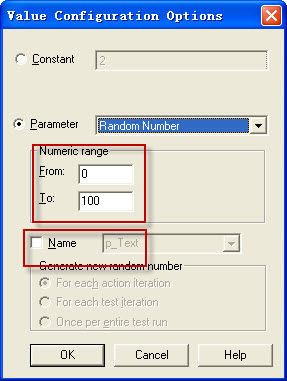 Value Configuration Options
Constant
2
Parameter
Random Number
Numeric range
From:
0
To:
100
Name
p_Text
Generate new random number
For each action iteration
For each test iteration
Once per entire test run
OK
Cancel
Help